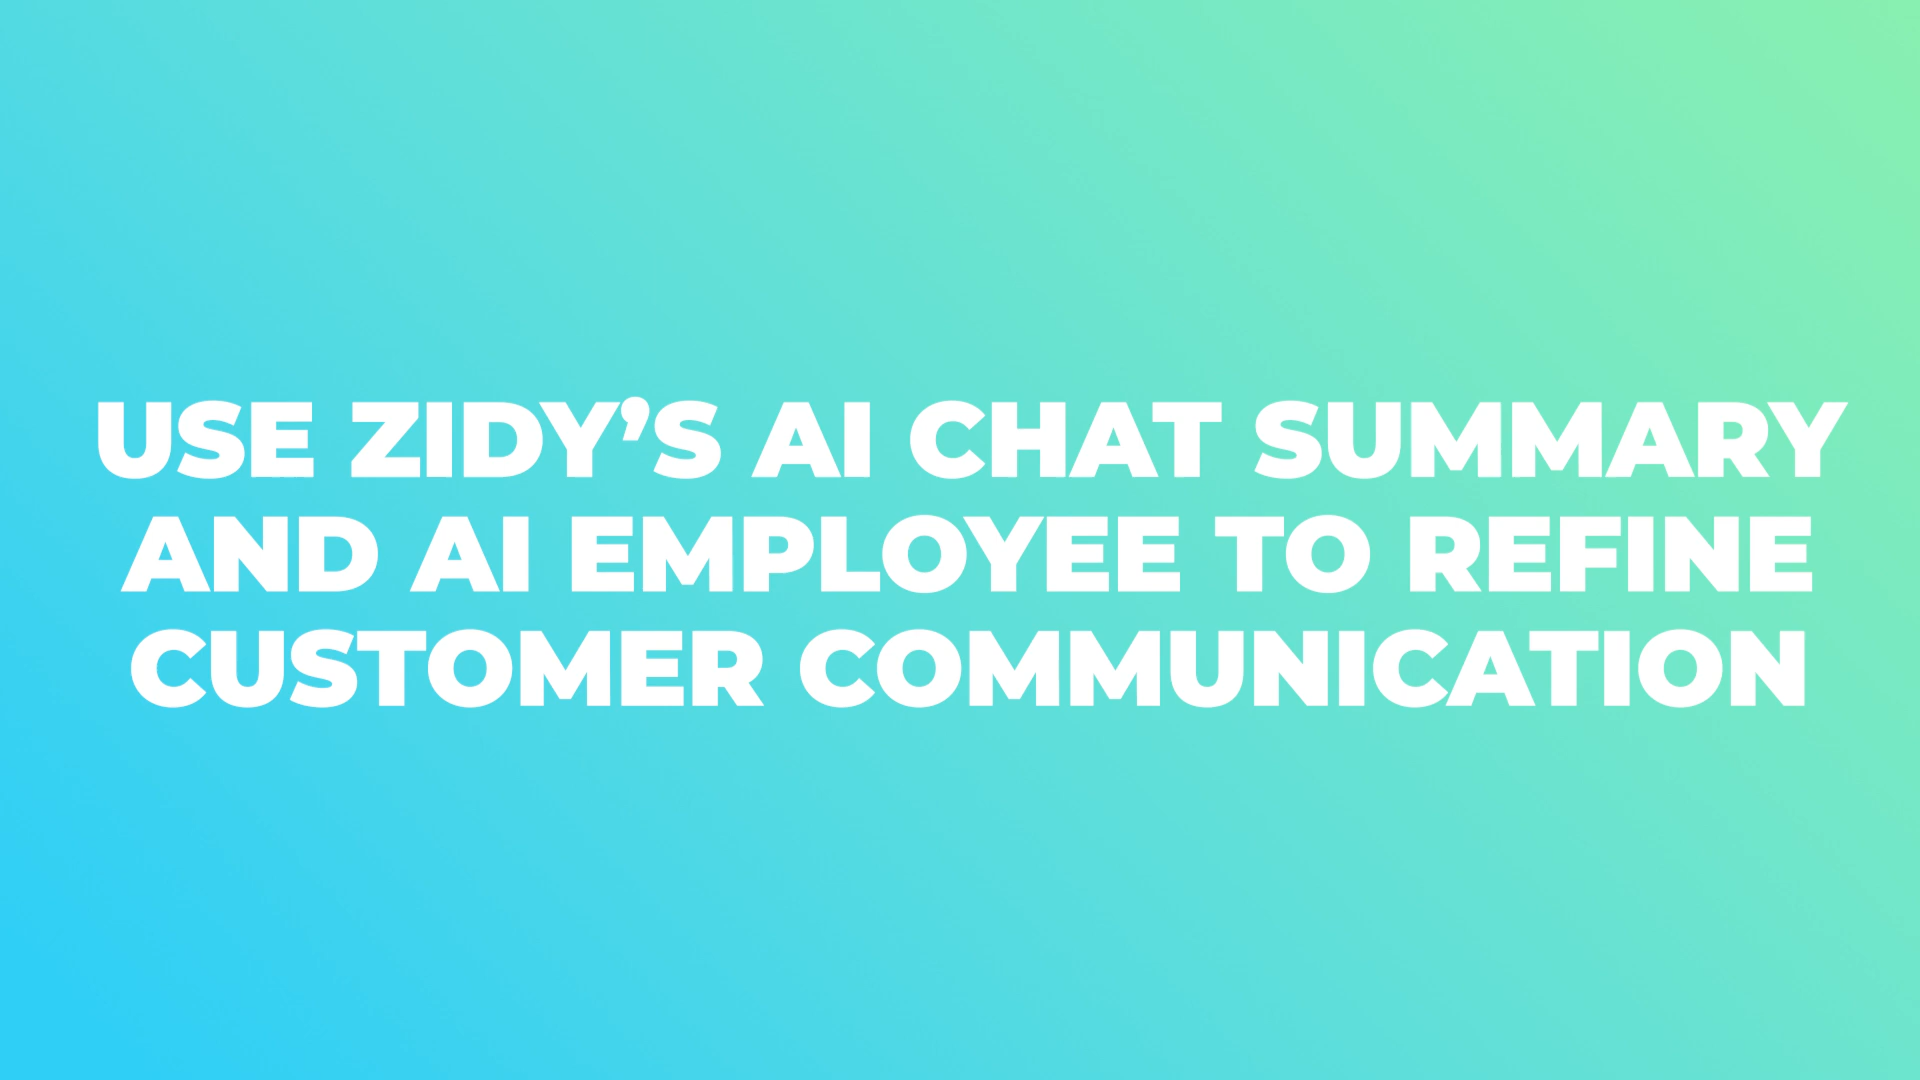 USE ZIDY’S AI CHAT SUMMARY
AND AI EMPLOYEE TO REFINE
CUSTOMER COMMUNICATION